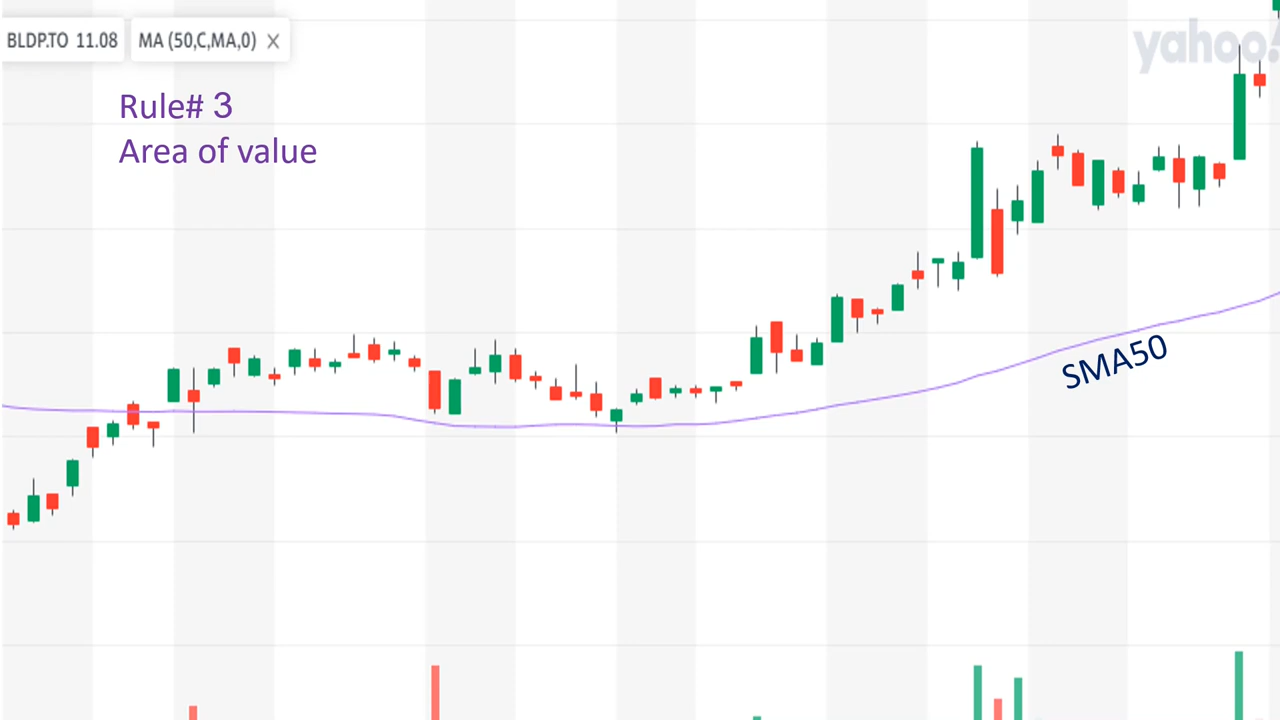 BLDP.TO 11.08
MA (50,C,MA,0) X
yahoo!
Rule# 3
Area of value
SMA50